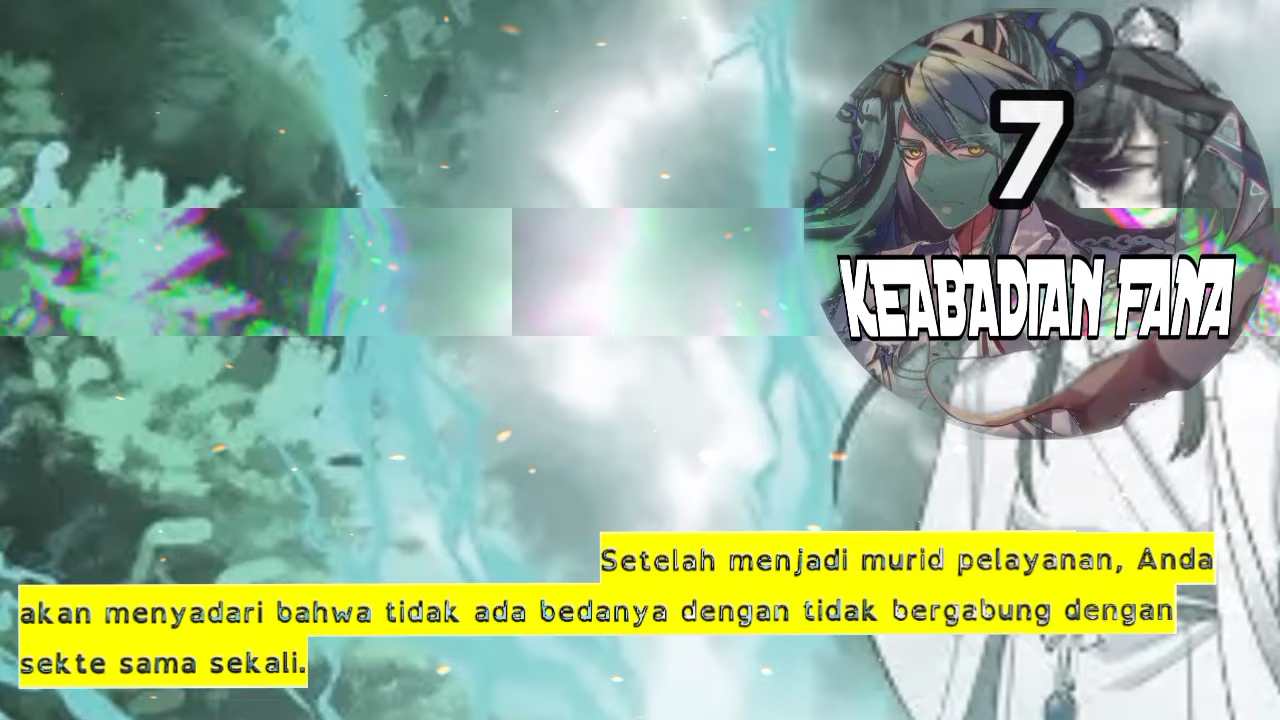 7
KEABADIAN FANA
Setelah menjadi murid pelayanan, Anda
akan menyadari bahwa tidak ada bedanya dengan tidak bergabung dengan
sekte sama sekali.